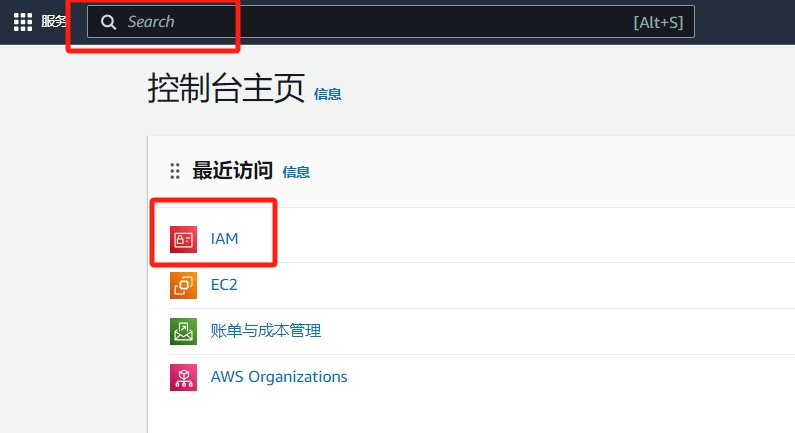 服务 Search [Alt+S]
控制台主页 信息
最近访问 信息
IAM
EC2
账单与成本管理
AWS Organizations